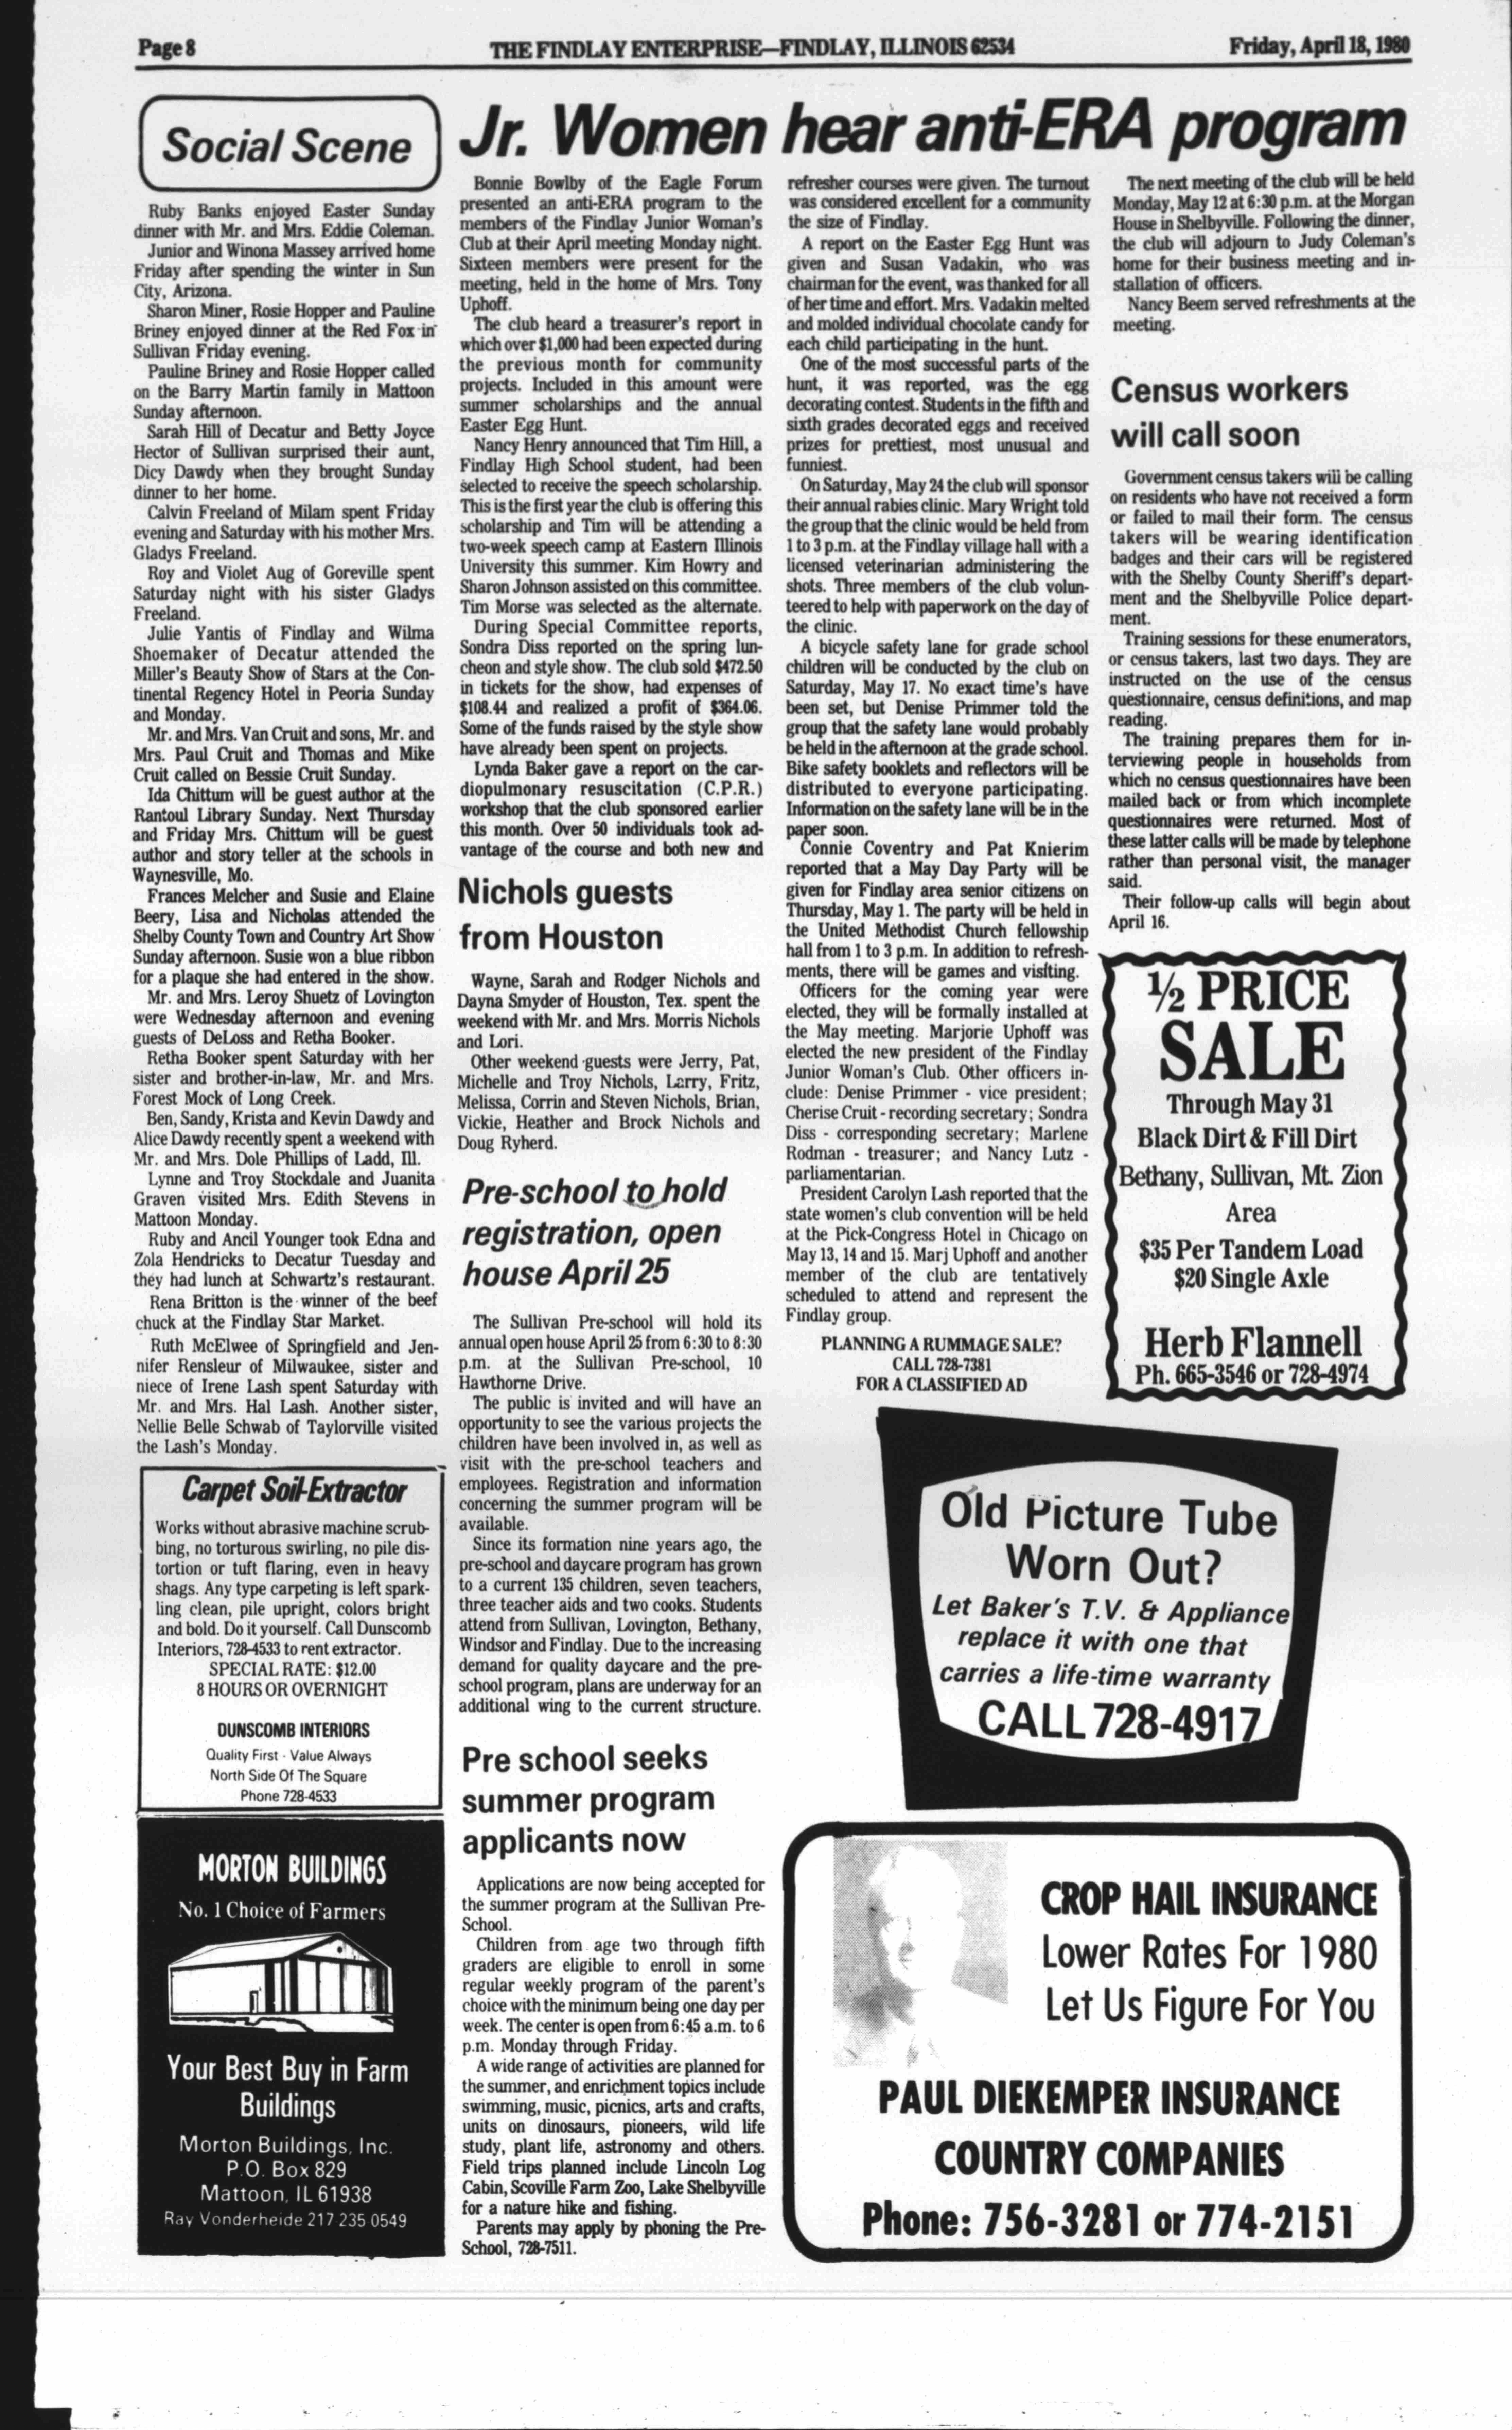 Page 8
THE FINDLAY ENTERPRISE—FINDLAY, ILLINOIS 62534
Friday, April 18, 1980
Social Scene
Ruby Banks enjoyed Easter Sunday
dinner with Mr. and Mrs. Eddie Coleman.
Junior and Winona Massey arrived home
Friday after spending the winter in Sun
City, Arizona.
Sharon Miner, Rosie Hopper and Pauline
Briney enjoyed dinner at the Red Fox in
Sullivan Friday evening.
Pauline Briney and Rosie Hopper called
on the Barry Martin family in Mattoon
Sunday afternoon.
Sarah Hill of Decatur and Betty Joyce
Hector of Sullivan surprised their aunt,
Dicy Dawdy when they brought Sunday
dinner to her home.
Calvin Freeland of Milam spent Friday
evening and Saturday with his mother Mrs.
Gladys Freeland.
Roy and Violet Aug of Goreville spent
Saturday night with his sister Gladys
Freeland.
Julie Yantis of Findlay and Wilma
Shoemaker of Decatur attended the
Miller's Beauty Show of Stars at the Con-
tinental Regency Hotel in Peoria Sunday
and Monday.
Mr. and Mrs. Van Cruit and sons, Mr. and
Mrs. Paul Cruit and Thomas and Mike
Cruit called on Bessie Cruit Sunday.
Ida Chittum will be guest author at the
Rantoul Library Sunday. Next Thursday
and Friday Mrs. Chittum will be guest
author and story teller at the schools in
Waynesville, Mo.
Frances Melcher and Susie and Elaine
Beery, Lisa and Nicholas attended the
Shelby County Town and Country Art Show
Sunday afternoon. Susie won a blue ribbon
for a plaque she had entered in the show.
Mr. and Mrs. Leroy Shuetz of Lovington
were Wednesday afternoon and evening
guests of DeLoss and Retha Booker.
Retha Booker spent Saturday with her
sister and brother-in-law, Mr. and Mrs.
Forest Mock of Long Creek.
Ben, Sandy, Krista and Kevin Dawdy and
Alice Dawdy recently spent a weekend with
Mr. and Mrs. Dole Phillips of Ladd, Ill.
Lynne and Troy Stockdale and Juanita
Graven visited Mrs. Edith Stevens in
Mattoon Monday.
Ruby and Ancil Younger took Edna and
Zola Hendricks to Decatur Tuesday and
they had lunch at Schwartz's restaurant.
Rena Britton is the winner of the beef
chuck at the Findlay Star Market.
Ruth McElwee of Springfield and Jen-
nifer Rensleur of Milwaukee, sister and
niece of Irene Lash spent Saturday with
Mr. and Mrs. Hal Lash. Another sister,
Nellie Belle Schwab of Taylorville visited
the Lash's Monday.
Carpet Soil-Extractor
Works without abrasive machine scrub-
bing, no torturous swirling, no pile dis-
tortion or tuft flaring, even in heavy
shags. Any type carpeting is left spark-
ling clean, pile upright, colors bright
and bold. Do it yourself. Call Dunscomb
Interiors, 728-4533 to rent extractor.
SPECIAL RATE: $12.00
8 HOURS OR OVERNIGHT
DUNSCOMB INTERIORS
Quality First - Value Always
North Side Of The Square
Phone 728-4533
MORTON BUILDINGS
No. 1 Choice of Farmers
Your Best Buy in Farm
Buildings
Morton Buildings, Inc.
P.O. Box 829
Mattoon, IL 61938
Ray Vonderheide 217 235 0549
Jr. Women hear anti-ERA program
Bonnie Bowlby of the Eagle Forum
presented an anti-ERA program to the
members of the Findlay Junior Woman's
Club at their April meeting Monday night.
Sixteen members were present for the
meeting, held in the home of Mrs. Tony
Uphoff.
The club heard a treasurer's report in
which over $1,000 had been expected during
the previous month for community
projects. Included in this amount were
summer scholarships and the annual
Easter Egg Hunt.
Nancy Henry announced that Tim Hill, a
Findlay High School student, had been
selected to receive the speech scholarship.
This is the first year the club is offering this
scholarship and Tim will be attending a
two-week speech camp at Eastern Illinois
University this summer. Kim Howry and
Sharon Johnson assisted on this committee.
Tim Morse was selected as the alternate.
During Special Committee reports,
Sondra Diss reported on the spring lun-
cheon and style show. The club sold $472.50
in tickets for the show, had expenses of
$108.44 and realized a profit of $364.06.
Some of the funds raised by the style show
have already been spent on projects.
Lynda Baker gave a report on the car-
diopulmonary resuscitation (C.P.R.)
workshop that the club sponsored earlier
this month. Over 50 individuals took ad-
vantage of the course and both new and
refresher courses were given. The turnout
was considered excellent for a community
the size of Findlay.
A report on the Easter Egg Hunt was
given and Susan Vadakin, who was
chairman for the event, was thanked for all
of her time and effort. Mrs. Vadakin melted
and molded individual chocolate candy for
each child participating in the hunt.
One of the most successful parts of the
hunt, it was reported, was the egg
decorating contest. Students in the fifth and
sixth grades decorated eggs and received
prizes for prettiest, most unusual and
funniest.
On Saturday, May 24 the club will sponsor
their annual rabies clinic. Mary Wright told
the group that the clinic would be held from
1 to 3 p.m. at the Findlay village hall with a
licensed veterinarian administering the
shots. Three members of the club volun-
teered to help with paperwork on the day of
the clinic.
A bicycle safety lane for grade school
children will be conducted by the club on
Saturday, May 17. No exact time's have
been set, but Denise Primmer told the
group that the safety lane would probably
be held in the afternoon at the grade school.
Bike safety booklets and reflectors will be
distributed to everyone participating.
Information on the safety lane will be in the
paper soon.
Connie Coventry and Pat Knierim
reported that a May Day Party will be
given for Findlay area senior citizens on
Thursday, May 1. The party will be held in
the United Methodist Church fellowship
hall from 1 to 3 p.m. In addition to refresh-
ments, there will be games and visiting.
Officers for the coming year were
elected, they will be formally installed at
the May meeting. Marjorie Uphoff was
elected the new president of the Findlay
Junior Woman's Club. Other officers in-
clude: Denise Primmer - vice president;
Cherise Cruit - recording secretary; Sondra
Diss - corresponding secretary; Marlene
Rodman - treasurer; and Nancy Lutz -
parliamentarian.
President Carolyn Lash reported that the
state women's club convention will be held
at the Pick-Congress Hotel in Chicago on
May 13, 14 and 15. Marj Uphoff and another
member of the club are tentatively
scheduled to attend and represent the
Findlay group.
The next meeting of the club will be held
Monday, May 12 at 6:30 p.m. at the Morgan
House in Shelbyville. Following the dinner,
the club will adjourn to Judy Coleman's
home for their business meeting and in-
stallation of officers.
Nancy Beem served refreshments at the
meeting.
Nichols guests
from Houston
Wayne, Sarah and Rodger Nichols and
Dayna Smyder of Houston, Tex. spent the
weekend with Mr. and Mrs. Morris Nichols
and Lori.
Other weekend guests were Jerry, Pat,
Michelle and Troy Nichols, Larry, Fritz,
Melissa, Corrin and Steven Nichols, Brian,
Vickie, Heather and Brock Nichols and
Doug Ryherd.
Pre-school to hold
registration, open
house April 25
The Sullivan Pre-school will hold its
annual open house April 25 from 6:30 to 8:30
p.m. at the Sullivan Pre-school, 10
Hawthorne Drive.
The public is invited and will have an
opportunity to see the various projects the
children have been involved in, as well as
visit with the pre-school teachers and
employees. Registration and information
concerning the summer program will be
available.
Since its formation nine years ago, the
pre-school and daycare program has grown
to a current 135 children, seven teachers,
three teacher aids and two cooks. Students
attend from Sullivan, Lovington, Bethany,
Windsor and Findlay. Due to the increasing
demand for quality daycare and the pre-
school program, plans are underway for an
additional wing to the current structure.
Pre school seeks
summer program
applicants now
Applications are now being accepted for
the summer program at the Sullivan Pre-
School.
Children from age two through fifth
graders are eligible to enroll in some
regular weekly program of the parent's
choice with the minimum being one day per
week. The center is open from 6:45 a.m. to 6
p.m. Monday through Friday.
A wide range of activities are planned for
the summer, and enrichment topics include
swimming, music, picnics, arts and crafts,
units on dinosaurs, pioneers, wild life
study, plant life, astronomy and others.
Field trips planned include Lincoln Log
Cabin, Scoville Farm Zoo, Lake Shelbyville
for a nature hike and fishing.
Parents may apply by phoning the Pre-
School, 728-7511.
PLANNING A RUMMAGE SALE?
CALL 728-7381
FOR A CLASSIFIED AD
Census workers
will call soon
Government census takers will be calling
on residents who have not received a form
or failed to mail their form. The census
takers will be wearing identification
badges and their cars will be registered
with the Shelby County Sheriff's depart-
ment and the Shelbyville Police depart-
ment.
Training sessions for these enumerators,
or census takers, last two days. They are
instructed on the use of the census
questionnaire, census definitions, and map
reading.
The training prepares them for in-
terviewing people in households from
which no census questionnaires have been
mailed back or from which incomplete
questionnaires were returned. Most of
these latter calls will be made by telephone
rather than personal visit, the manager
said.
Their follow-up calls will begin about
April 16.
½ PRICE
SALE
Through May 31
Black Dirt & Fill Dirt
Bethany, Sullivan, Mt. Zion
Area
$35 Per Tandem Load
$20 Single Axle
Herb Flannell
Ph. 665-3546 or 728-4974
Old Picture Tube
Worn Out?
Let Baker's T.V. & Appliance
replace it with one that
carries a life-time warranty
CALL 728-4917
CROP HAIL INSURANCE
Lower Rates For 1980
Let Us Figure For You
PAUL DIEKEMPER INSURANCE
COUNTRY COMPANIES
Phone: 756-3281 or 774-2151